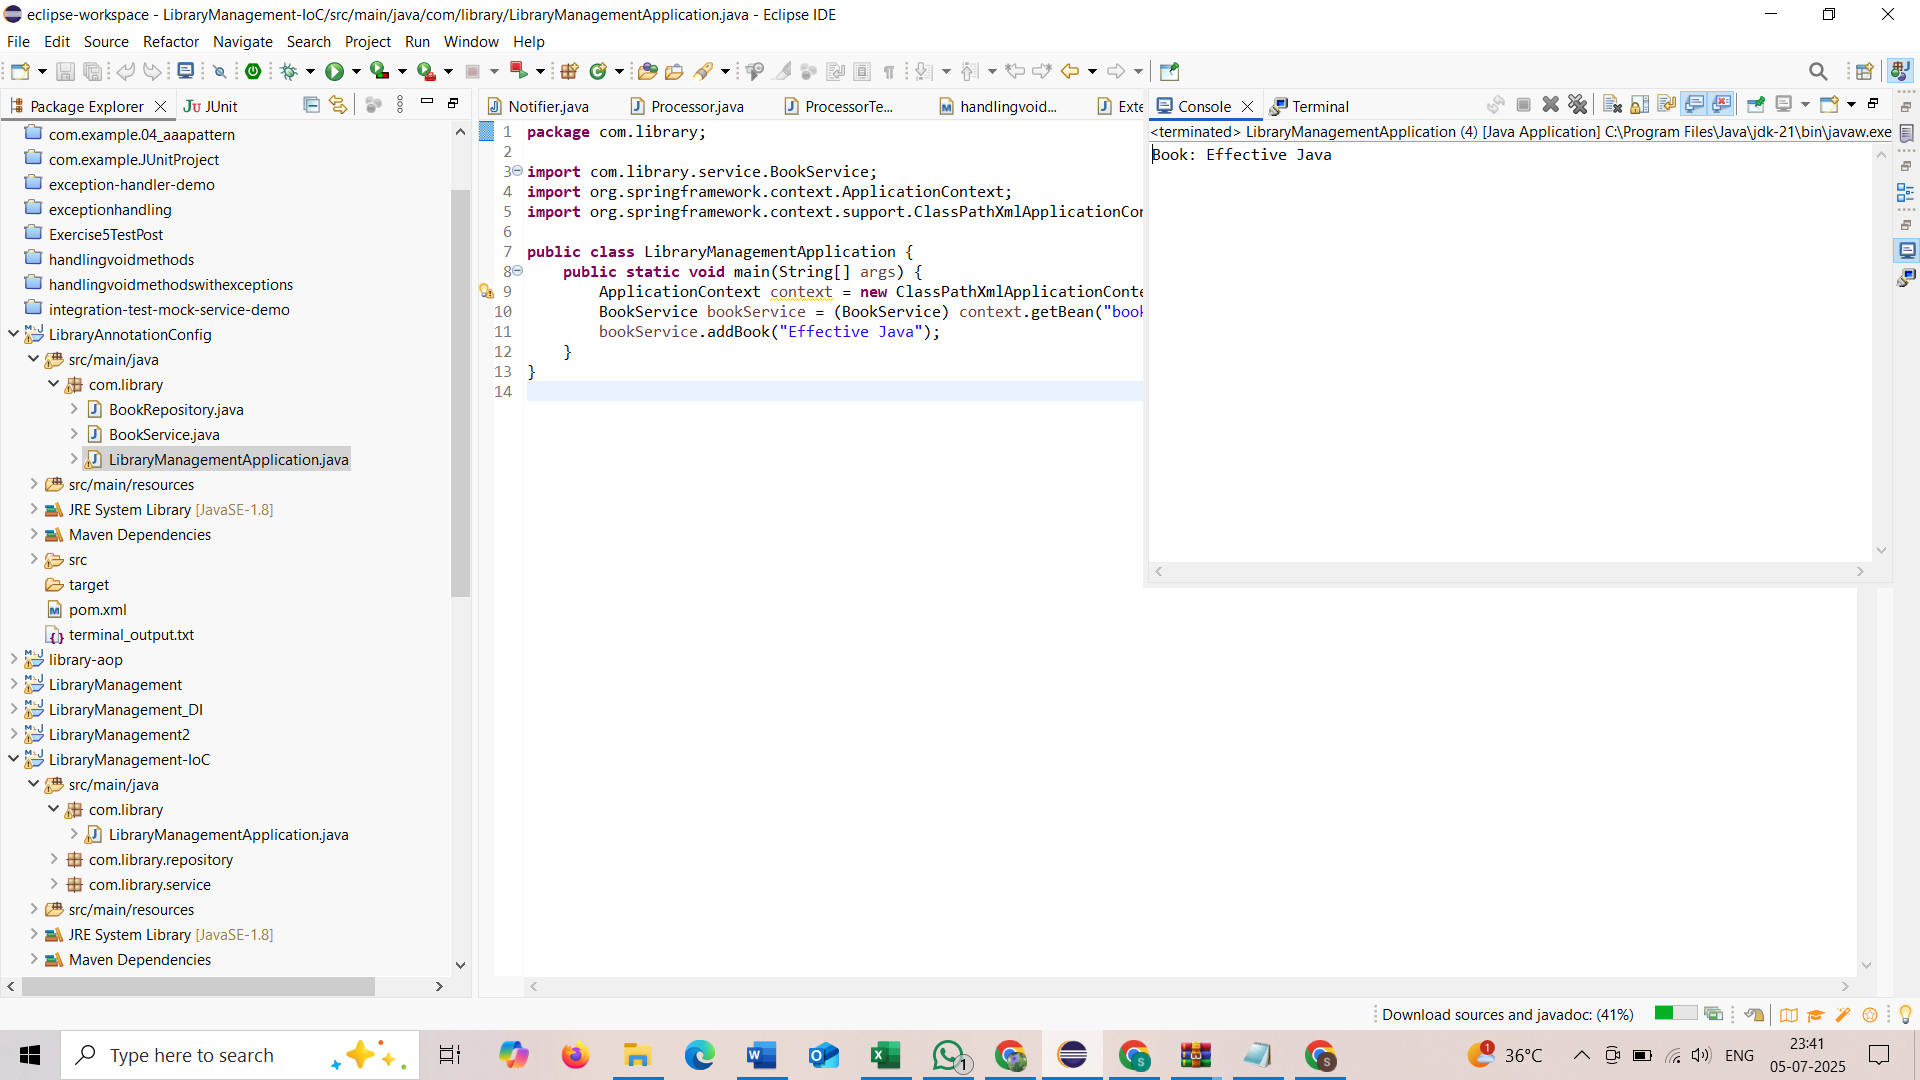 eclipse-workspace - LibraryManagement-IoC/src/main/java/com/library/LibraryManagementApplication.java - Eclipse IDE
File Edit Source Refactor Navigate Search Project Run Window Help
Package Explorer
JUnit
com.example.04_aaapattern
com.example.JUnitProject
exception-handler-demo
exceptionhandling
Exercise5TestPost
handlingvoidmethods
handlingvoidmethodswithexceptions
integration-test-mock-service-demo
LibraryAnnotationConfig
src/main/java
com.library
BookRepository.java
BookService.java
LibraryManagementApplication.java
src/main/resources
JRE System Library [JavaSE-1.8]
Maven Dependencies
src
target
pom.xml
terminal_output.txt
library-aop
LibraryManagement
LibraryManagement_DI
LibraryManagement2
LibraryManagement-IoC
src/main/java
com.library
LibraryManagementApplication.java
com.library.repository
com.library.service
src/main/resources
JRE System Library [JavaSE-1.8]
Maven Dependencies
Notifier.java Processor.java ProcessorTe... handlingvoid... Exte
1 package com.library;
2
3 import com.library.service.BookService;
4 import org.springframework.context.ApplicationContext;
5 import org.springframework.context.support.ClassPathXmlApplicationCon
6
7 public class LibraryManagementApplication {
8 public static void main(String[] args) {
9 ApplicationContext context = new ClassPathXmlApplicationConte
10 BookService bookService = (BookService) context.getBean("book
11 bookService.addBook("Effective Java");
12 }
13 }
14
Console
Terminal
<terminated> LibraryManagementApplication (4) [Java Application] C:\Program Files\Java\jdk-21\bin\javaw.exe
Book: Effective Java
Download sources and javadoc: (41%)
Type here to search
1
1
36°C
ENG
23:41
05-07-2025